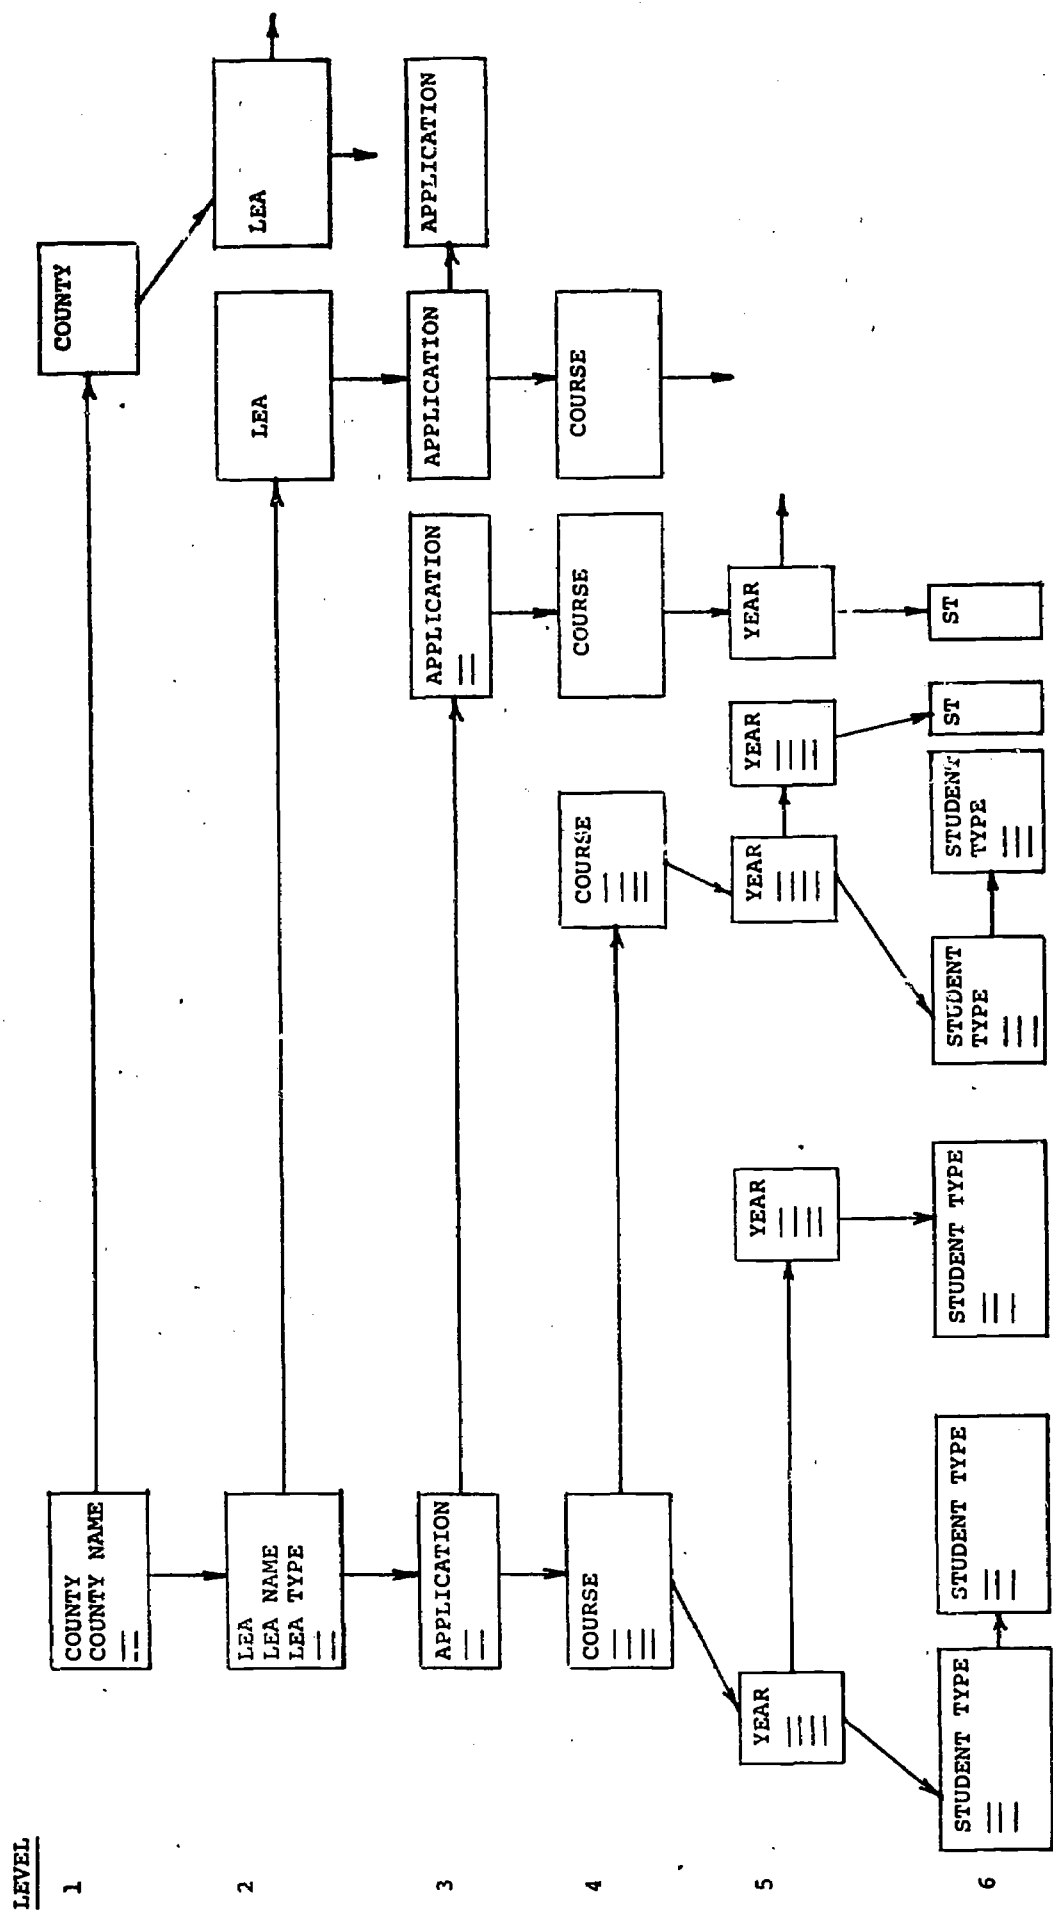 LEVEL
1
COUNTY
COUNTY NAME
COUNTY
2
LEA
LEA NAME
LEA TYPE
LEA
LEA
3
APPLICATION
APPLICATION
APPLICATION
APPLICATION
4
COURSE
COURSE
COURSE
COURSE
5
YEAR
YEAR
YEAR
YEAR
YEAR
6
STUDENT TYPE
STUDENT TYPE
STUDENT TYPE
STUDENT
TYPE
STUDENT
TYPE
ST
ST